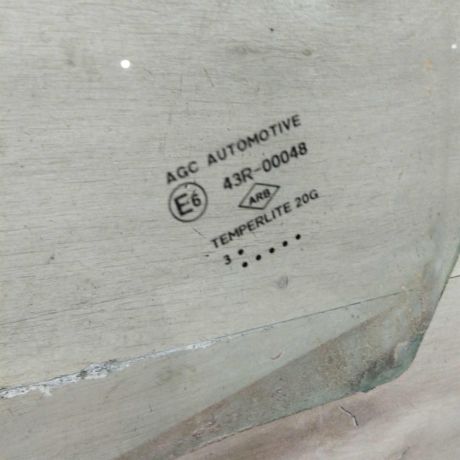 AGC AUTOMOTIVE
E6 43R-00048
ARB
TEMPERLITE 20G
3